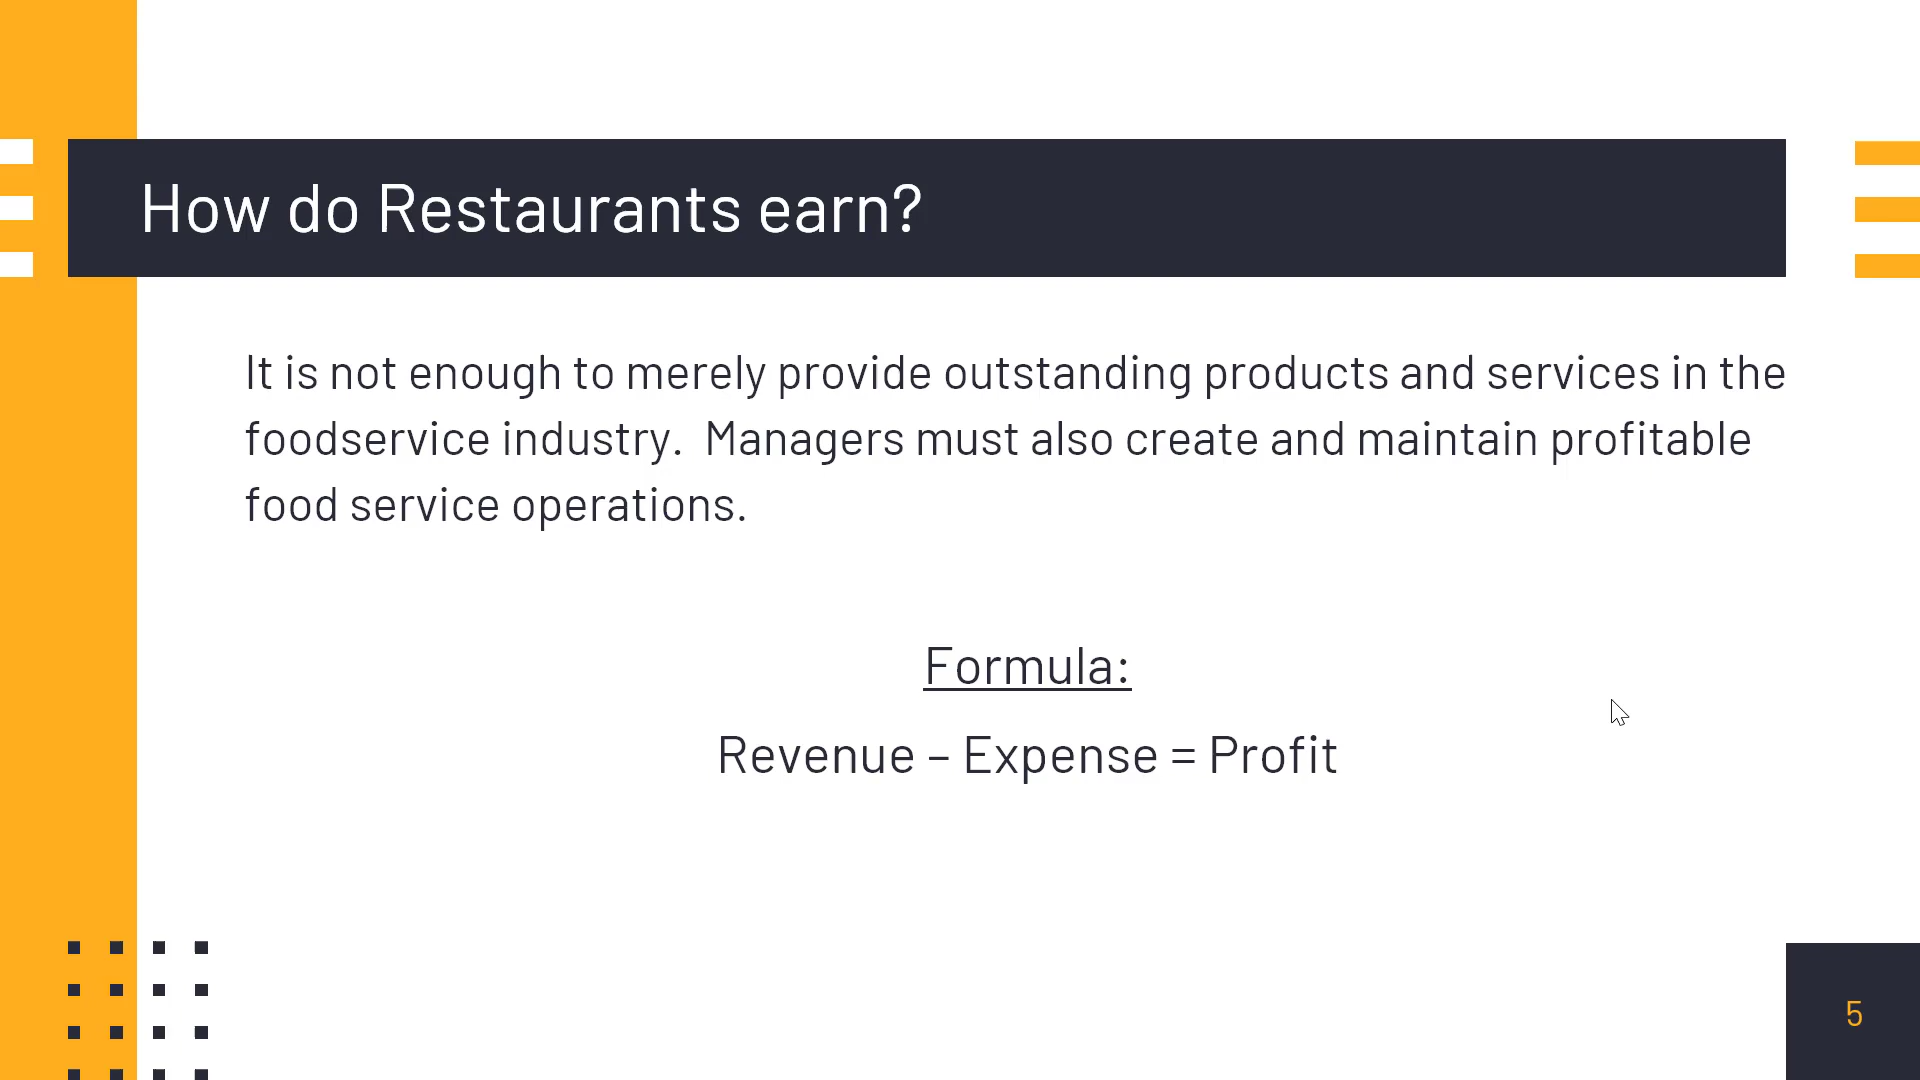 How do Restaurants earn?
It is not enough to merely provide outstanding products and services in the
foodservice industry.  Managers must also create and maintain profitable
food service operations.
Formula:
Revenue – Expense = Profit
5